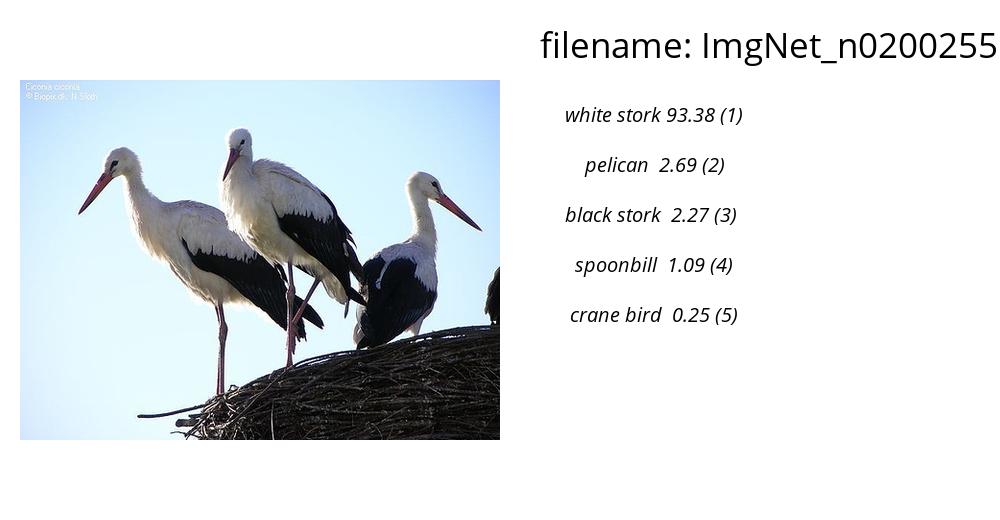 filename: ImgNet_n0200255
Ciconia ciconia
© Biopix.dk: N Sloth
white stork 93.38 (1)
pelican 2.69 (2)
black stork 2.27 (3)
spoonbill 1.09 (4)
crane bird 0.25 (5)